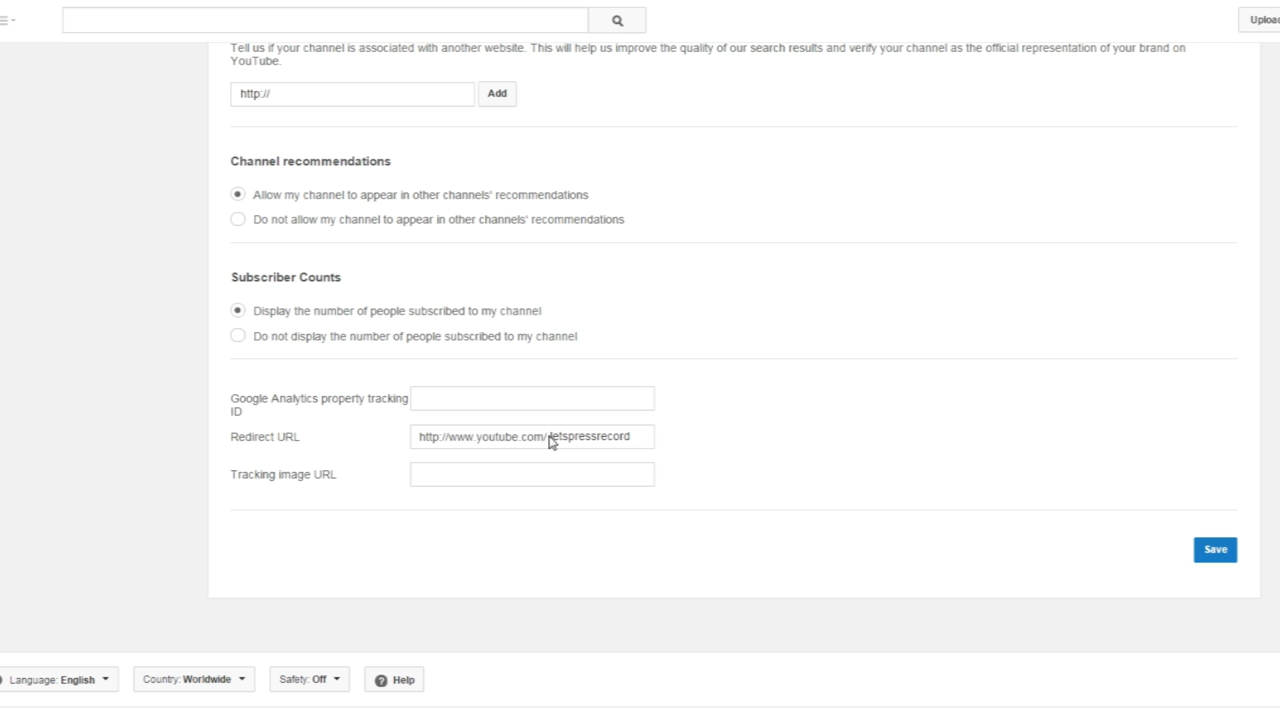 Upload
Tell us if your channel is associated with another website. This will help us improve the quality of our search results and verify your channel as the official representation of your brand on
YouTube.
http://
Add
Channel recommendations
Allow my channel to appear in other channels' recommendations
Do not allow my channel to appear in other channels' recommendations
Subscriber Counts
Display the number of people subscribed to my channel
Do not display the number of people subscribed to my channel
Google Analytics property tracking
ID
Redirect URL
http://www.youtube.com/letspressrecord
Tracking image URL
Save
Language: English
Country: Worldwide
Safety: Off
Help